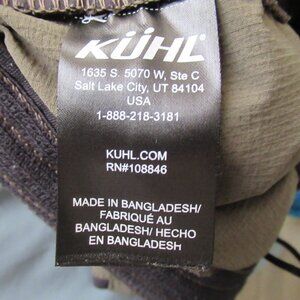 KÜHL
1635 S. 5070 W, Ste C
Salt Lake City, UT 84104
USA
1-888-218-3181
KUHL.COM
RN#108846
MADE IN BANGLADESH/
FABRIQUÉ AU
BANGLADESH/ HECHO
EN BANGLADESH